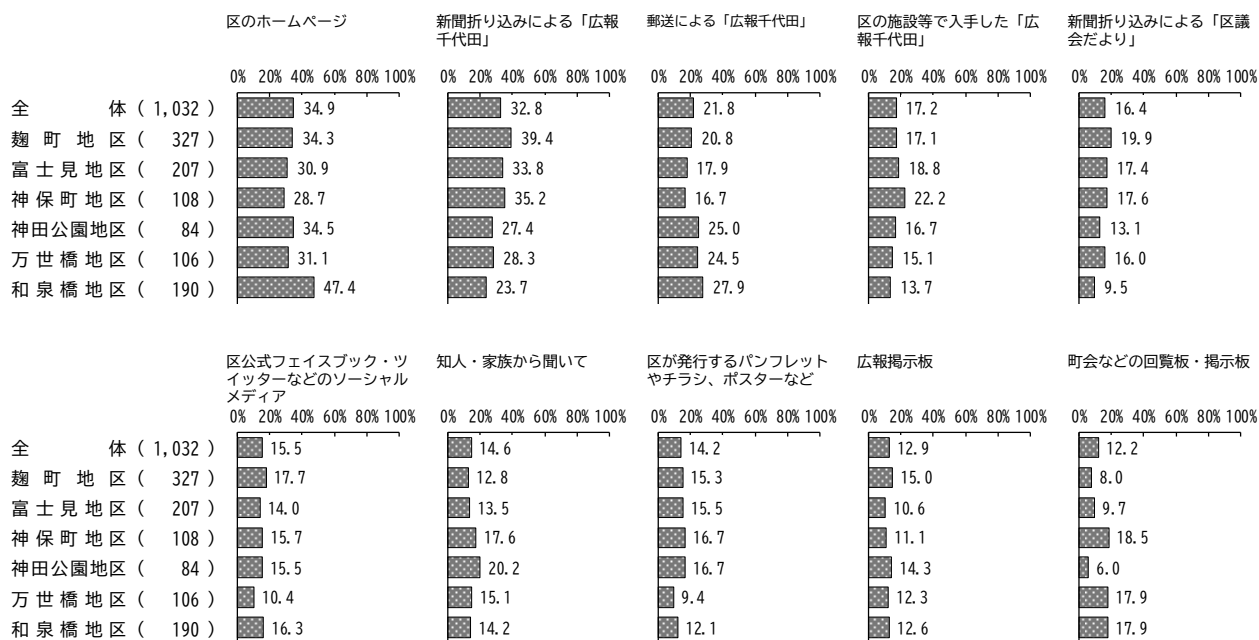 区のホームページ
新聞折り込みによる「広報
千代田」
郵送による「広報千代田」
区の施設等で入手した「広
報千代田」
新聞折り込みによる「区議
会だより」
0% 20% 40% 60% 80% 100% 0% 20% 40% 60% 80% 100% 0% 20% 40% 60% 80% 100% 0% 20% 40% 60% 80% 100% 0% 20% 40% 60% 80% 100%
全体 ( 1,032 ) 34.9 32.8 21.8 17.2 16.4
麹町地区 ( 327 ) 34.3 39.4 20.8 17.1 19.9
富士見地区 ( 207 ) 30.9 33.8 17.9 18.8 17.4
神保町地区 ( 108 ) 28.7 35.2 16.7 22.2 17.6
神田公園地区 ( 84 ) 34.5 27.4 25.0 16.7 13.1
万世橋地区 ( 106 ) 31.1 28.3 24.5 15.1 16.0
和泉橋地区 ( 190 ) 47.4 23.7 27.9 13.7 9.5
区公式フェイスブック・ツ
イッターなどのソーシャル
メディア
知人・家族から聞いて
区が発行するパンフレット
やチラシ、ポスターなど
広報掲示板
町会などの回覧板・掲示板
0% 20% 40% 60% 80% 100% 0% 20% 40% 60% 80% 100% 0% 20% 40% 60% 80% 100% 0% 20% 40% 60% 80% 100% 0% 20% 40% 60% 80% 100%
全体 ( 1,032 ) 15.5 14.6 14.2 12.9 12.2
麹町地区 ( 327 ) 17.7 12.8 15.3 15.0 8.0
富士見地区 ( 207 ) 14.0 13.5 15.5 10.6 9.7
神保町地区 ( 108 ) 15.7 17.6 16.7 11.1 18.5
神田公園地区 ( 84 ) 15.5 20.2 16.7 14.3 6.0
万世橋地区 ( 106 ) 10.4 15.1 9.4 12.3 17.9
和泉橋地区 ( 190 ) 16.3 14.2 12.1 12.6 17.9